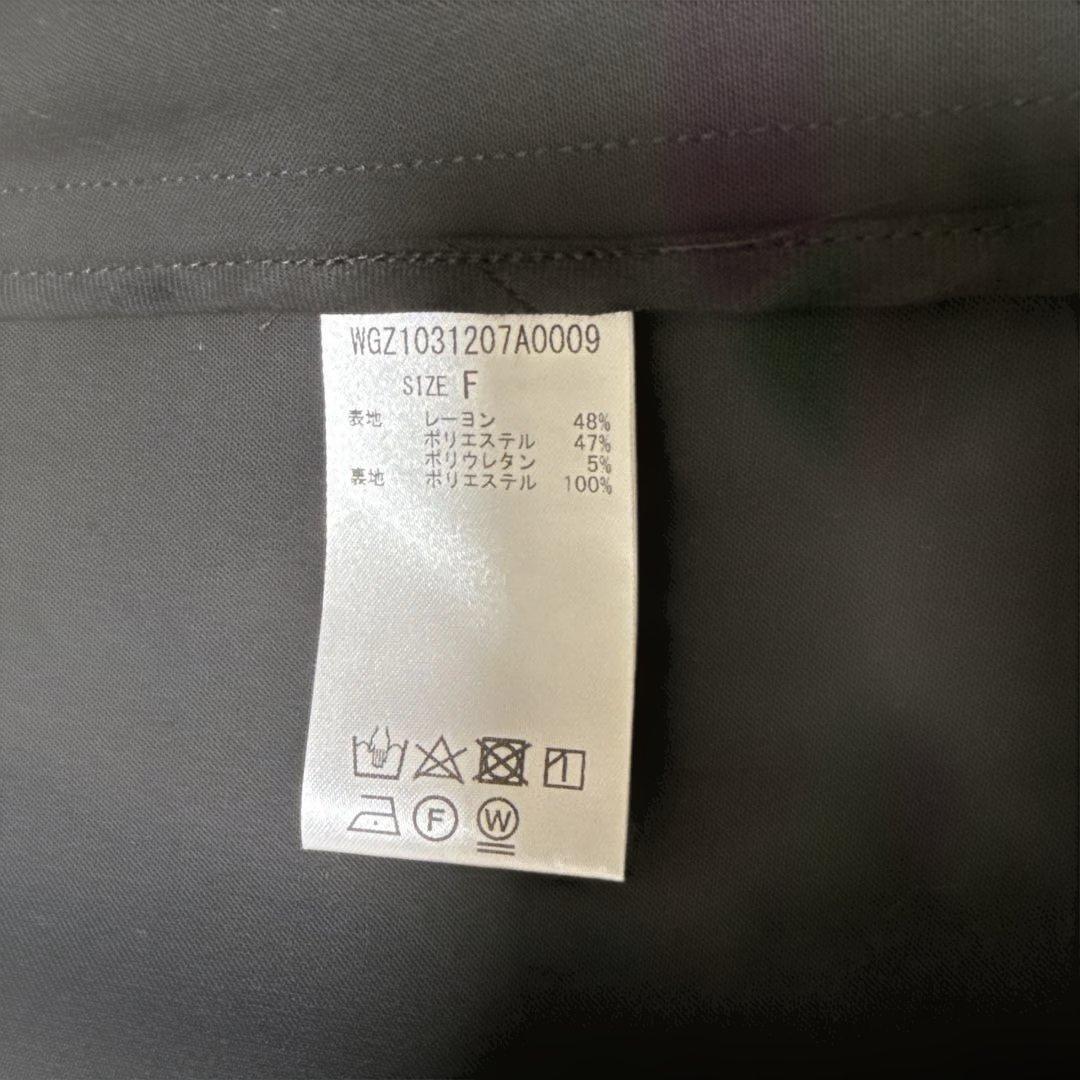 WGZ1031207A0009
SIZE F
表地 レーヨン 48%
ポリエステル 47%
ポリウレタン 5%
裏地 ポリエステル 100%
F W